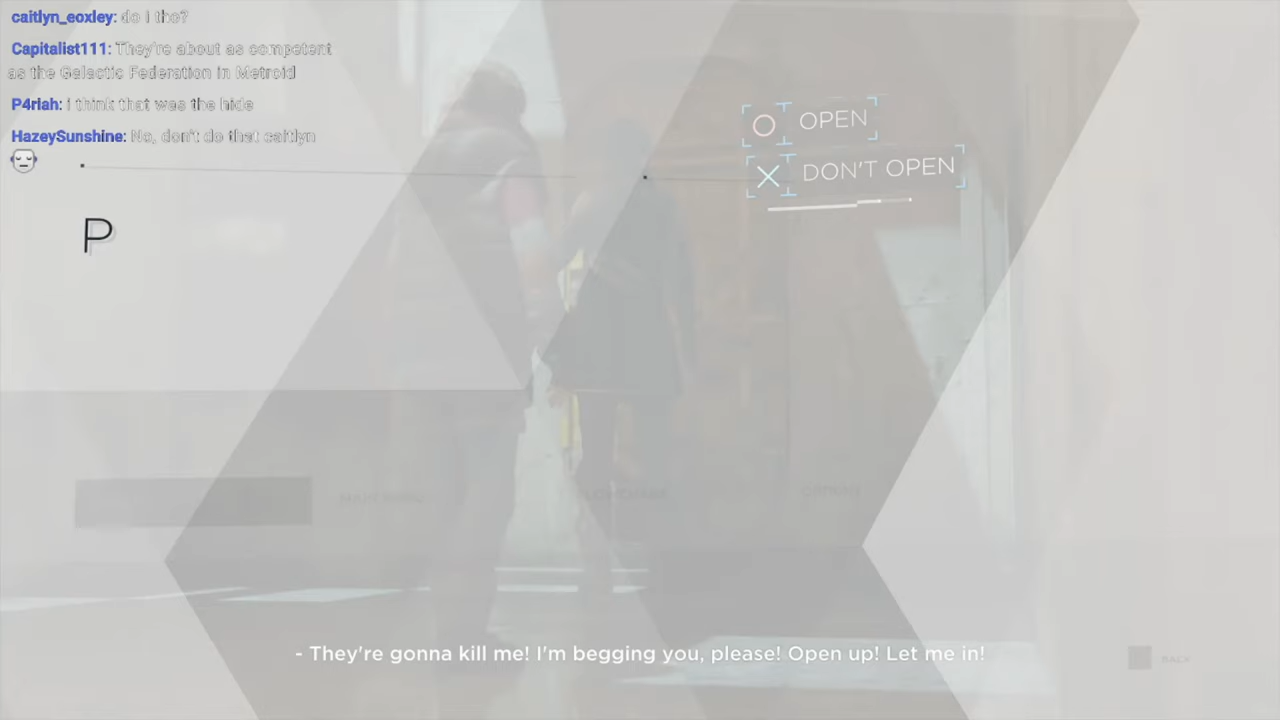 caitlyn_eoxley: do I tho?
Capitalist111: They're about as competent
as the Galactic Federation in Metroid
P4riah: i think that was the hide
HazeySunshine: No, don't do that caitlyn
OPEN
DON'T OPEN
P
- They're gonna kill me! I'm begging you, please! Open up! Let me in!
BACK